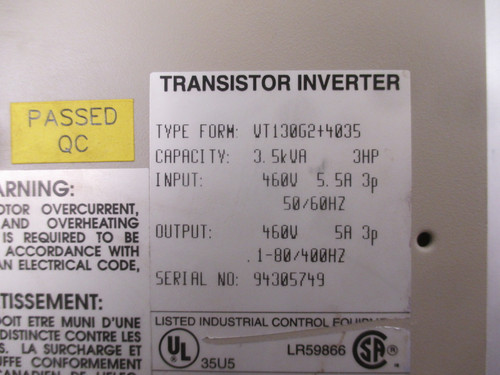 TRANSISTOR INVERTER
TYPE FORM: VT130G2+4035
CAPACITY: 3.5kVA 3HP
INPUT: 460V 5.5A 3p
50/60HZ
OUTPUT: 460V 5A 3p
.1-80/400HZ
SERIAL NO: 94305749
LISTED INDUSTRIAL CONTROL
UL 35U5 LR59866 SA
PASSED
QC
ARNING:
OTOR OVERCURRENT,
AND OVERHEATING
IS REQUIRED TO BE
ACCORDANCE WITH
AN ELECTRICAL CODE,
TISSEMENT:
DOIT ETRE MUNI D'UNE
DISTINCTE CONTRE LES
S. LA SURCHARGE ET
UFFE CONFORMEMENT